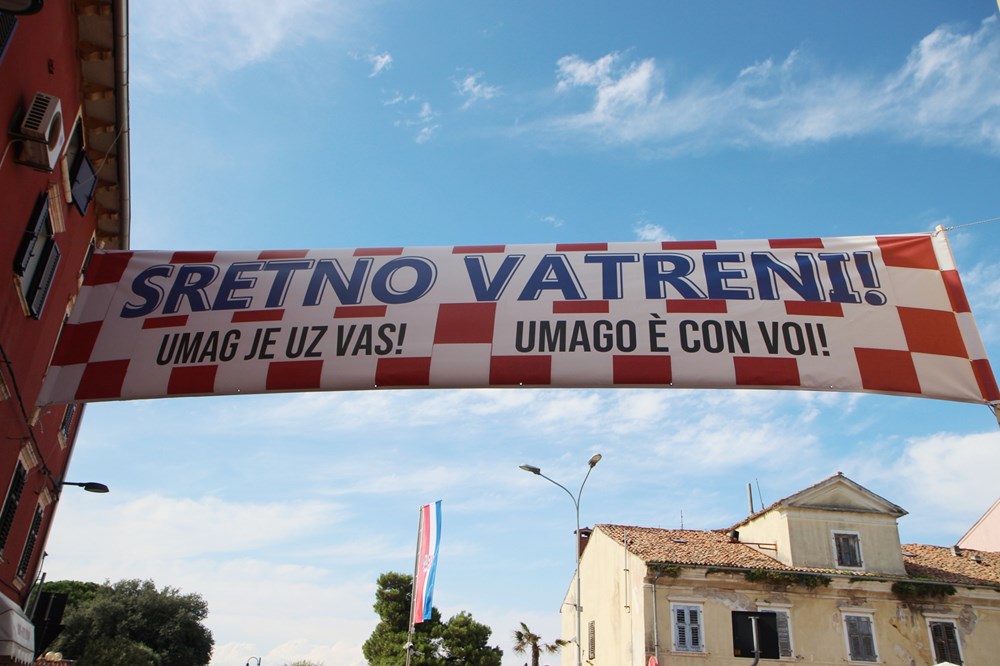 SRETNO VATRENI!
UMAG JE UZ VAS! UMAGO È CON VOI!